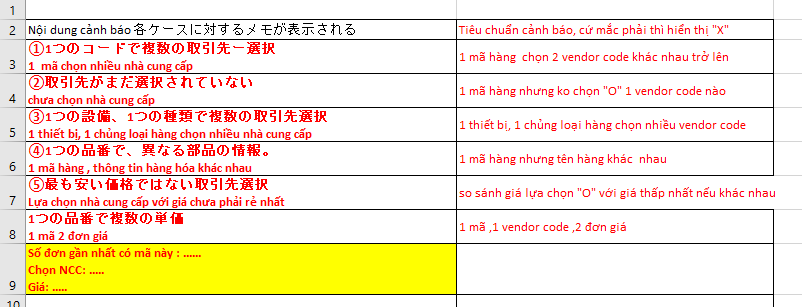 1
2 Nội dung cảnh báo 各ケースに対するメモが表示される Tiêu chuẩn cảnh báo, cứ mắc phải thì hiển thị "X"
①1つのコードで複数の取引先ー選択
3 1 mã chọn nhiều nhà cung cấp 1 mã hàng chọn 2 vendor code khác nhau trở lên
②取引先がまだ選択されていない
4 chưa chọn nhà cung cấp 1 mã hàng nhưng ko chọn "O" 1 vendor code nào
③1つの設備、1つの種類で複数の取引先選択
5 1 thiết bị, 1 chủng loại hàng chọn nhiều nhà cung cấp 1 thiết bị, 1 chủng loại hàng chọn nhiều vendor code
④1つの品番で、異なる部品の情報。
6 1 mã hàng , thông tin hàng hóa khác nhau 1 mã hàng nhưng tên hàng khác nhau
⑤最も安い価格ではない取引先選択
7 Lựa chọn nhà cung cấp với giá chưa phải rẻ nhất so sánh giá lựa chọn "O" với giá thấp nhất nếu khác nhau
1つの品番で複数の単価
8 1 mã 2 đơn giá 1 mã ,1 vendor code ,2 đơn giá
Số đơn gần nhất có mã này : ......
Chọn NCC: .....
9 Giá: .....
10